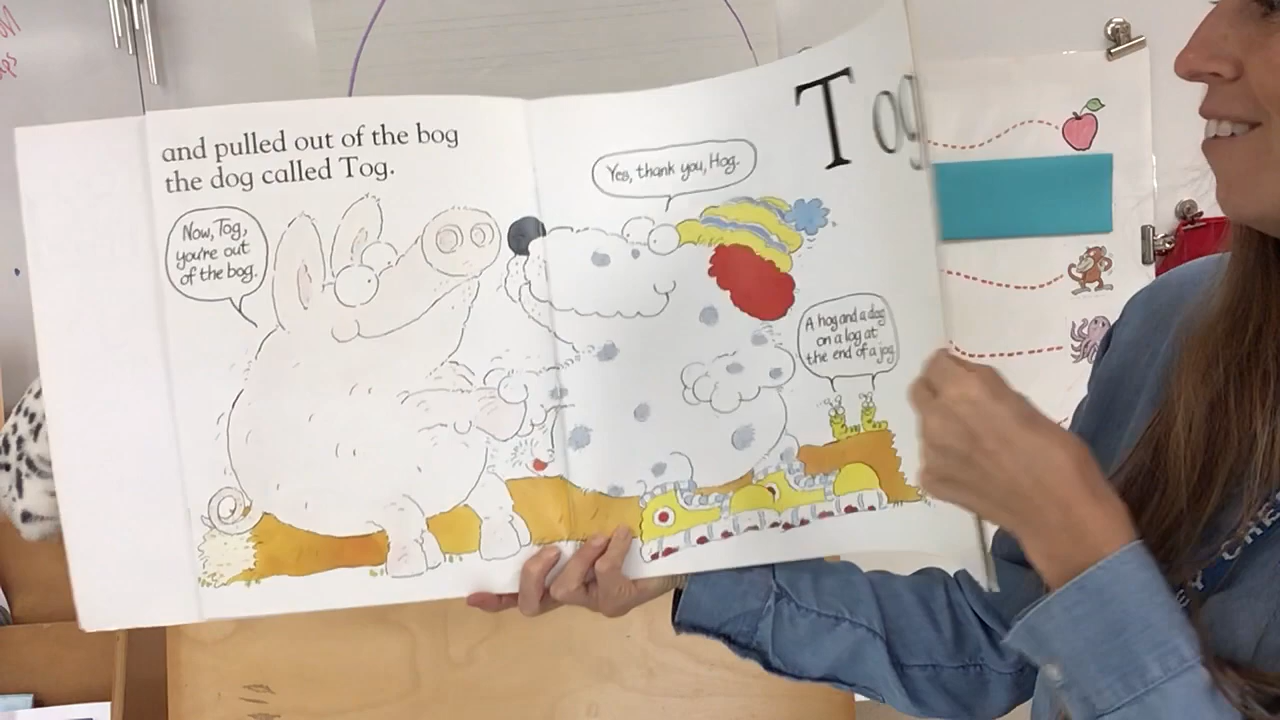 and pulled out of the bog
the dog called Tog.
Now, Tog,
you're out
of the bog.
Yes, thank you, Hog.
Tog
A hog and a dog
on a log at
the end of a jog